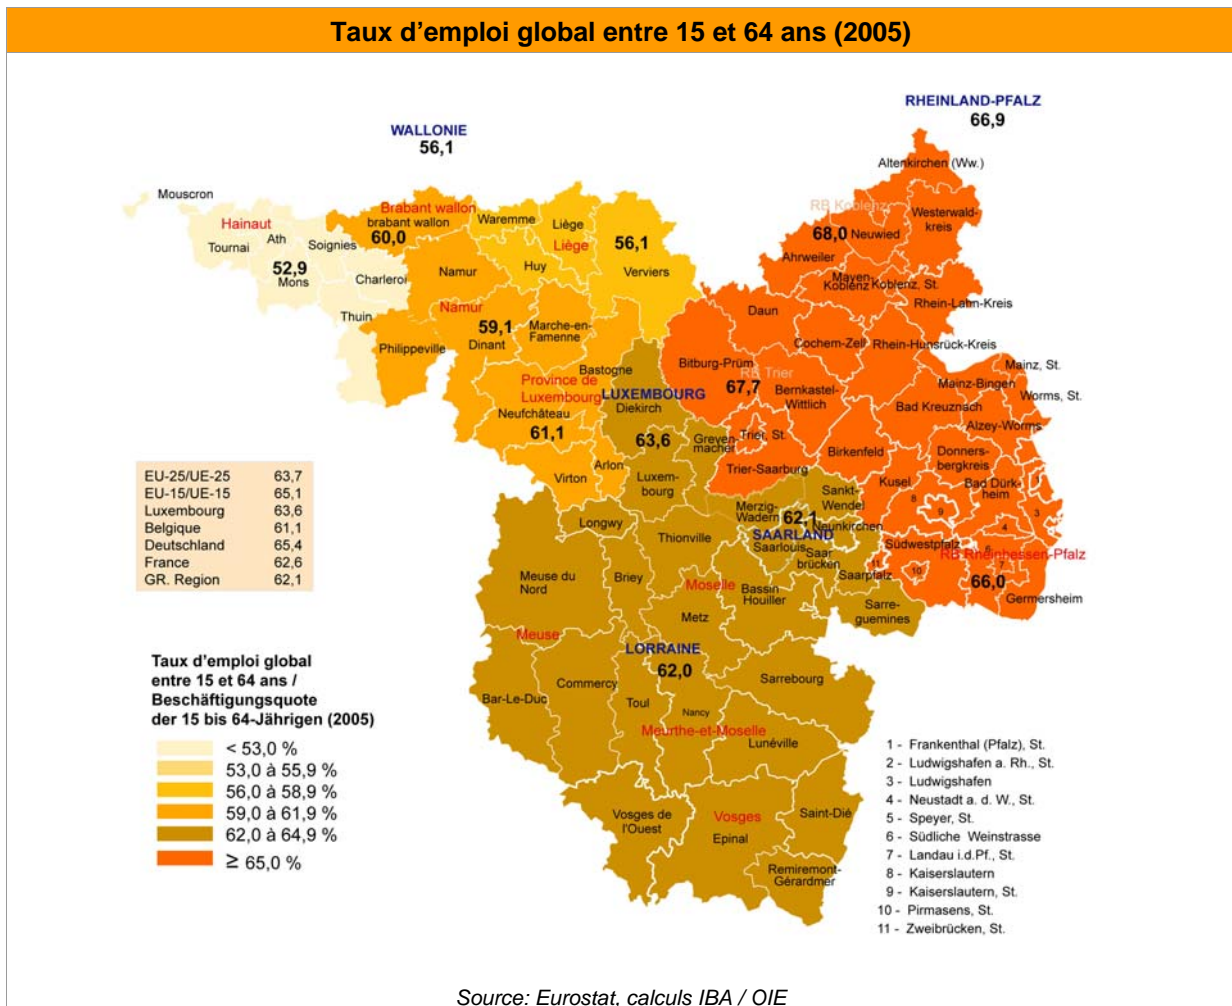 Taux d'emploi global entre 15 et 64 ans (2005)
RHEINLAND-PFALZ
66,9
WALLONIE
56,1
Altenkirchen (Ww.)
Mouscron
Hainaut
Tournai
Ath
Soignies
52,9
Mons
Charleroi
Thuin
Brabant wallon
brabant wallon
60,0
Waremme
Liège
Liège
Huy
56,1
Verviers
Namur
Namur
59,1
Dinant
Philippeville
Marche-en-
Famenne
Bastogne
Province de
Luxembourg
Neufchâteau
61,1
Virton
Arlon
LUXEMBOURG
Diekirch
63,6
Greven-
macher
Luxem-
bourg
RB Koblenz
68,0
Neuwied
Westerwald-
kreis
Ahrweiler
Mayen-
Koblenz
Koblenz, St.
Rhein-Lahn-Kreis
Daun
Cochem-Zell
Rhein-Hunsrück-Kreis
Bitburg-Prüm
RB Trier
67,7
Bernkastel-
Wittlich
Trier, St.
Trier-Saarburg
Birkenfeld
Mainz, St.
Mainz-Bingen
Worms, St.
Bad Kreuznach
Alzey-Worms
Donners-
bergkreis
Bad Dürk-
heim
Kusel
1
3
4
8
9
Südwestpfalz
RB Rheinhessen-Pfalz
6
7
10
11
66,0
Germersheim
Merzig-
Wadern
Sankt-
Wendel
62,1
Neunkirchen
SAARLAND
Saarlouis
Saar
brücken
Saarpfalz
Sarre-
guemines
Longwy
Thionville
Meuse du
Nord
Briey
Moselle
Bassin
Houiller
Metz
Meuse
LORRAINE
62,0
Sarrebourg
Bar-Le-Duc
Commercy
Toul
Nancy
Meurthe-et-Moselle
Lunéville
Vosges de
l'Ouest
Vosges
Epinal
Saint-Dié
Remiremont-
Gérardmer
EU-25/UE-25 63,7
EU-15/UE-15 65,1
Luxembourg 63,6
Belgique 61,1
Deutschland 65,4
France 62,6
GR. Region 62,1
Taux d'emploi global
entre 15 et 64 ans /
Beschäftigungsquote
der 15 bis 64-Jährigen (2005)
< 53,0 %
53,0 à 55,9 %
56,0 à 58,9 %
59,0 à 61,9 %
62,0 à 64,9 %
≥ 65,0 %
1 - Frankenthal (Pfalz), St.
2 - Ludwigshafen a. Rh., St.
3 - Ludwigshafen
4 - Neustadt a. d. W., St.
5 - Speyer, St.
6 - Südliche Weinstrasse
7 - Landau i.d.Pf., St.
8 - Kaiserslautern
9 - Kaiserslautern, St.
10 - Pirmasens, St.
11 - Zweibrücken, St.
Source: Eurostat, calculs IBA / OIE